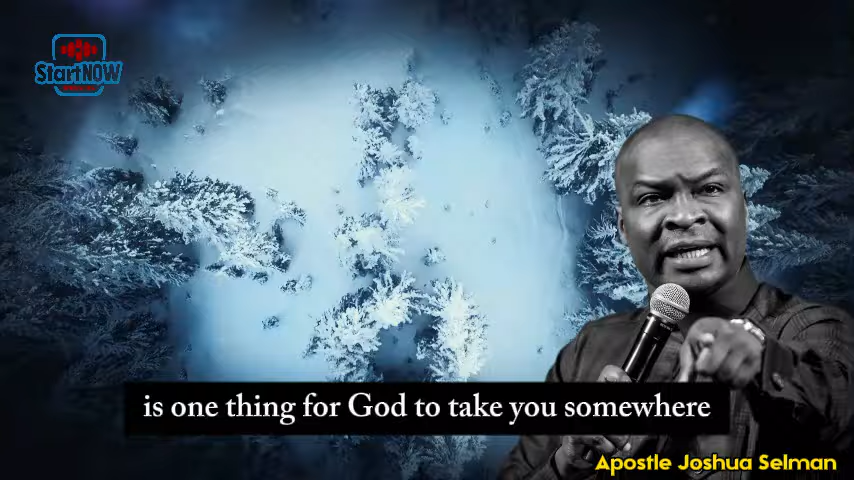 StartNOW
is one thing for God to take you somewhere
Apostle Joshua Selman